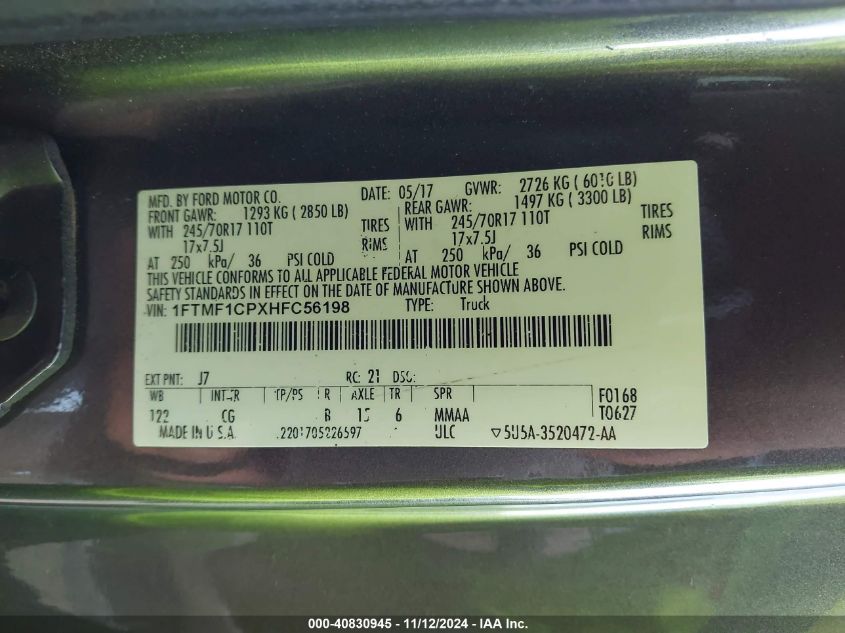 MFD. BY FORD MOTOR CO. DATE: 05/17 GVWR: 2726 KG ( 6010 LB)
FRONT GAWR: 1293 KG ( 2850 LB) REAR GAWR: 1497 KG ( 3300 LB)
WITH 245/70R17 110T TIRES WITH 245/70R17 110T TIRES
17x7.5J RIMS 17x7.5J RIMS
AT 250 kPa/ 36 PSI COLD AT 250 kPa/ 36 PSI COLD
THIS VEHICLE CONFORMS TO ALL APPLICABLE FEDERAL MOTOR VEHICLE
SAFETY STANDARDS IN EFFECT ON THE DATE OF MANUFACTURE SHOWN ABOVE.
VIN: 1FTMF1CPXHFC56198 TYPE: Truck
EXT PNT: J7 RC: 21 DSO:
WB INT TR TP/PS R AXLE TR SPR F0168
122 CG B 15 6 MMAA T0627
MADE IN U.S.A. ULC ▽5U5A-3520472-AA
000-40830945 - 11/12/2024 - IAA Inc.